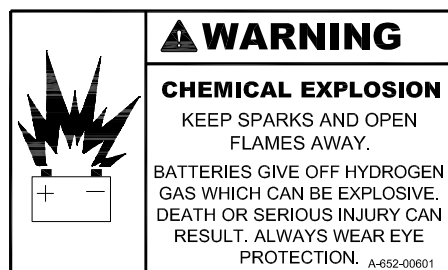 WARNING
CHEMICAL EXPLOSION
KEEP SPARKS AND OPEN
FLAMES AWAY.
BATTERIES GIVE OFF HYDROGEN
GAS WHICH CAN BE EXPLOSIVE.
DEATH OR SERIOUS INJURY CAN
RESULT. ALWAYS WEAR EYE
PROTECTION. A-652-00601
+ −